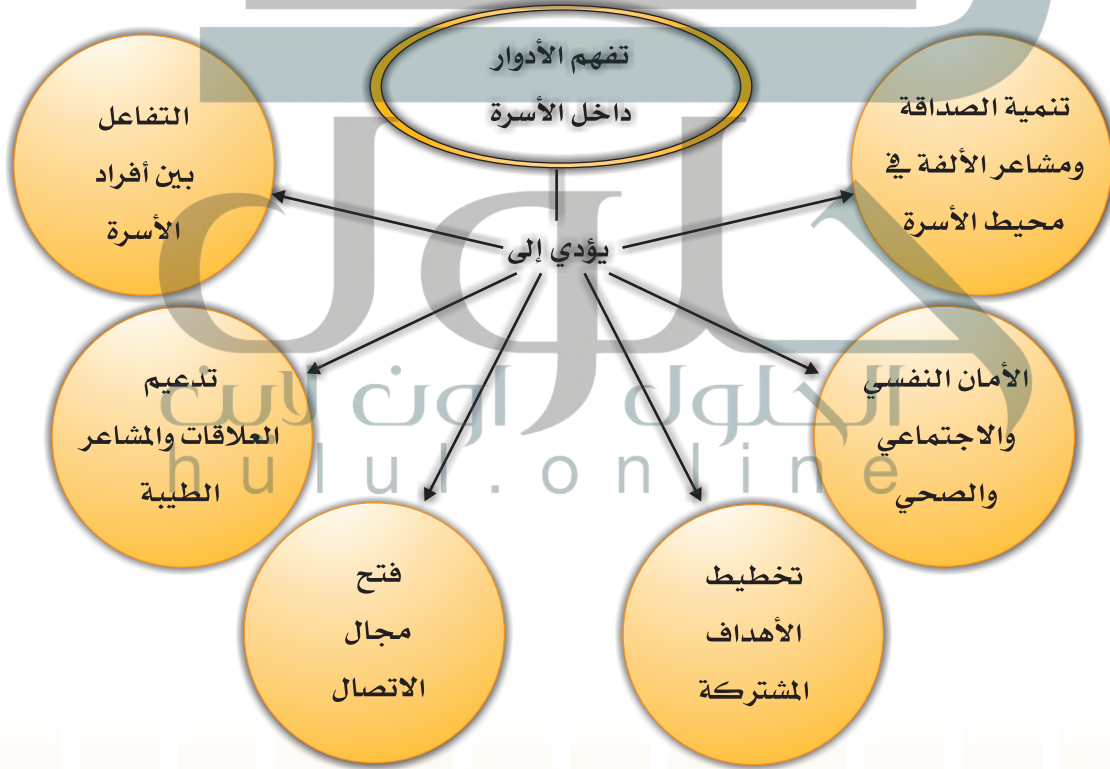 تفهم الأدوار
داخل الأسرة
يؤدي إلى
تنمية الصداقة
ومشاعر الألفة في
محيط الأسرة
الأمان النفسي
والاجتماعي
والصحي
تخطيط
الأهداف
المشتركة
فتح
مجال
الاتصال
تدعيم
العلاقات والمشاعر
الطيبة
التفاعل
بين أفراد
الأسرة
حلول
الحلول اون لاين
hulul.online